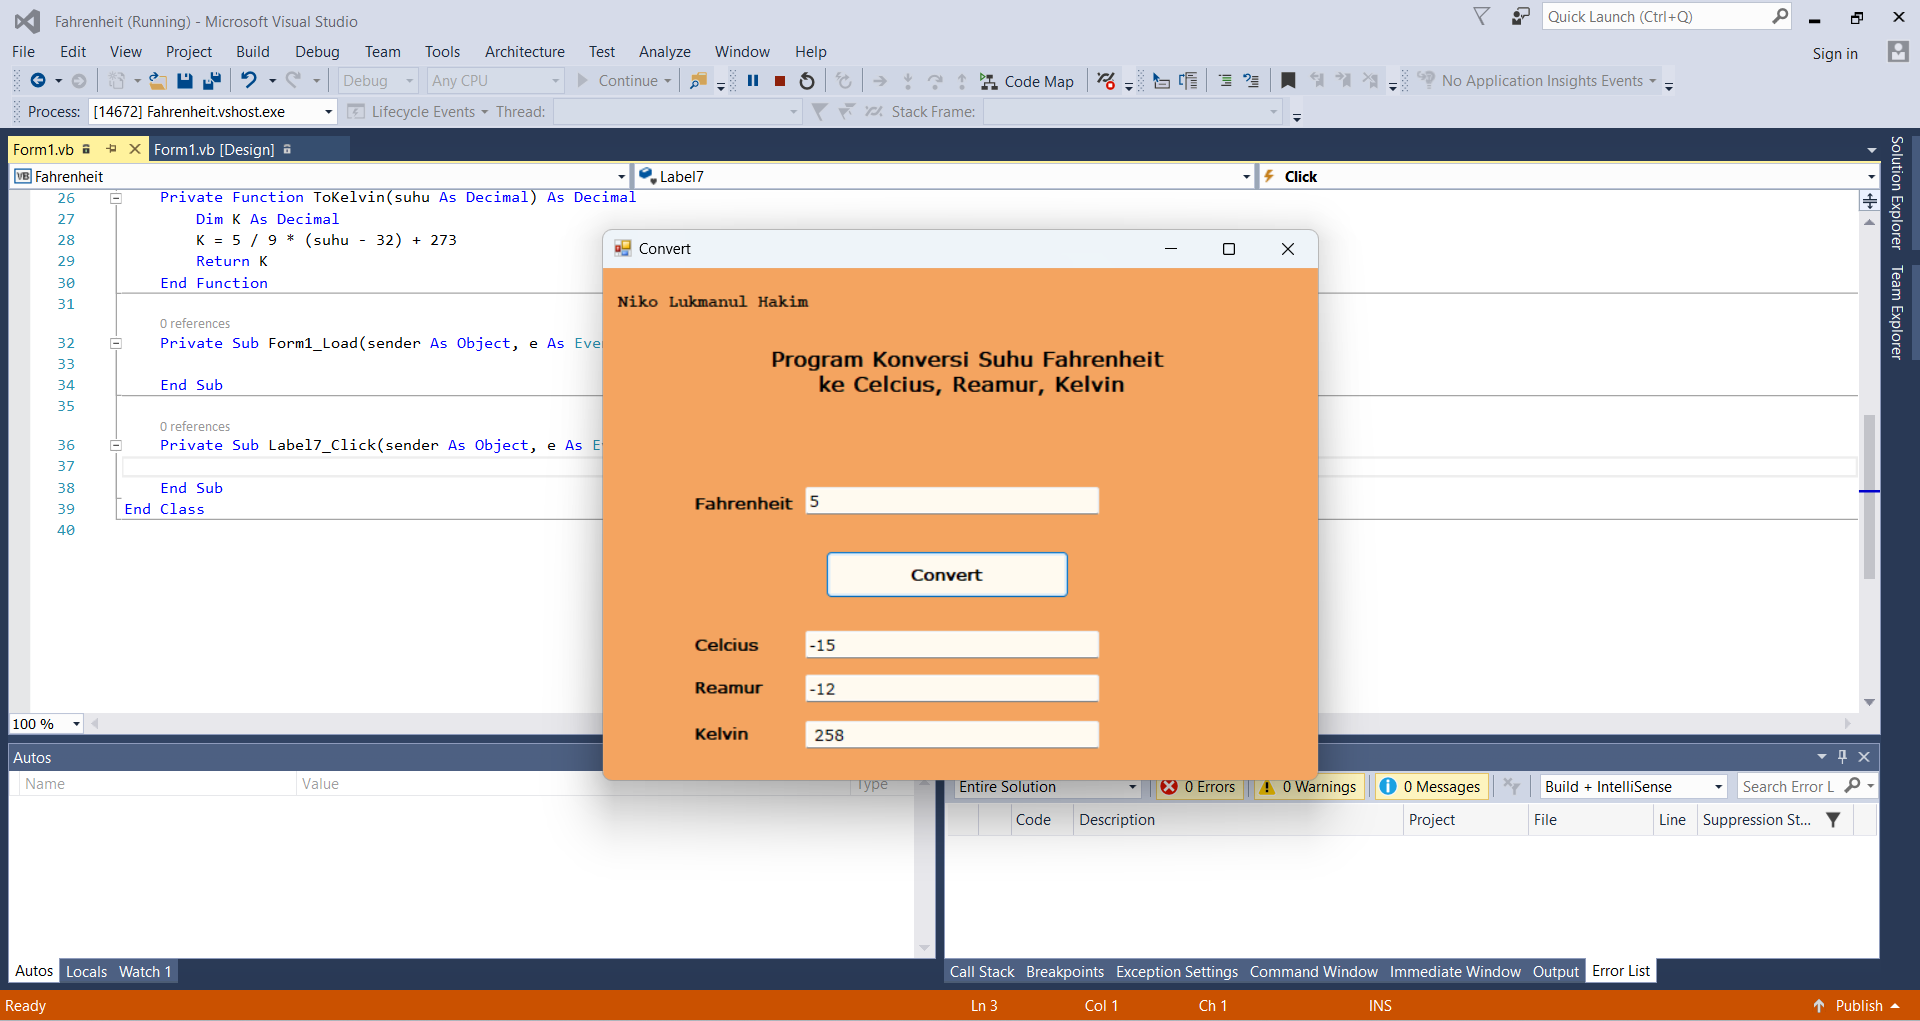 Fahrenheit (Running) - Microsoft Visual Studio
Quick Launch (Ctrl+Q)
File Edit View Project Build Debug Team Tools Architecture Test Analyze Window Help
Sign in
Debug Any CPU Continue Code Map No Application Insights Events
Process: [14672] Fahrenheit.vshost.exe Lifecycle Events Thread: Stack Frame:
Form1.vb Form1.vb [Design]
VB Fahrenheit Label7 Click
Solution Explorer
Team Explorer
26 Private Function ToKelvin(suhu As Decimal) As Decimal
27 Dim K As Decimal
28 K = 5 / 9 * (suhu - 32) + 273
29 Return K
30 End Function
31
0 references
32 Private Sub Form1_Load(sender As Object, e As Eve
33
34 End Sub
35
0 references
36 Private Sub Label7_Click(sender As Object, e As E
37
38 End Sub
39 End Class
40
100 %
Convert
Niko Lukmanul Hakim
Program Konversi Suhu Fahrenheit
ke Celcius, Reamur, Kelvin
Fahrenheit 5
Convert
Celcius -15
Reamur -12
Kelvin 258
Autos
Name Value Type
Autos Locals Watch 1
Entire Solution 0 Errors 0 Warnings 0 Messages Build + IntelliSense Search Error L
Code Description Project File Line Suppression St...
Call Stack Breakpoints Exception Settings Command Window Immediate Window Output Error List
Ready Ln 3 Col 1 Ch 1 INS Publish